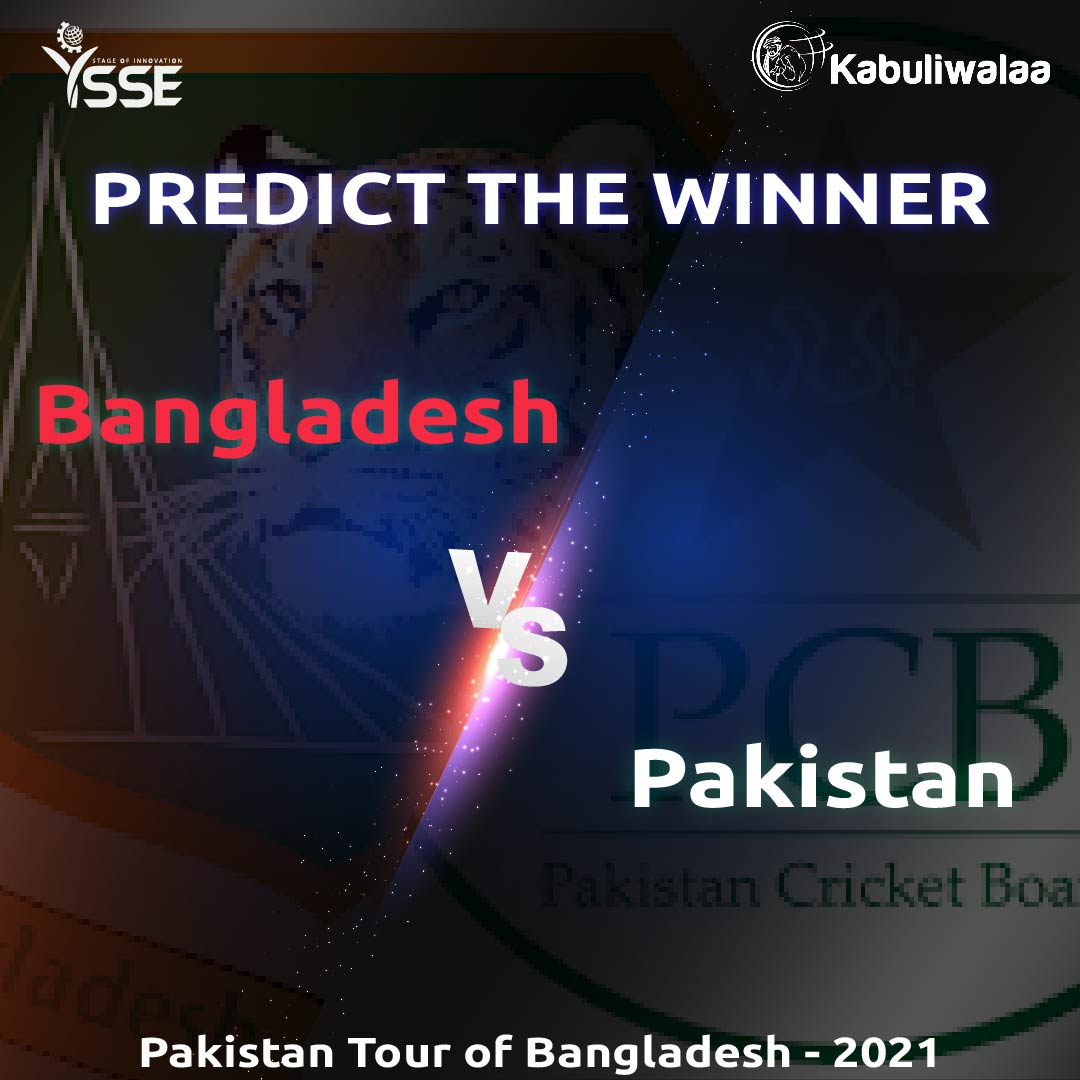 STAGE OF INNOVATION
YSSE
Kabuliwalaa
PREDICT THE WINNER
Bangladesh
VS
Pakistan
PCB
Pakistan Cricket Boa
ladesh
Pakistan Tour of Bangladesh - 2021